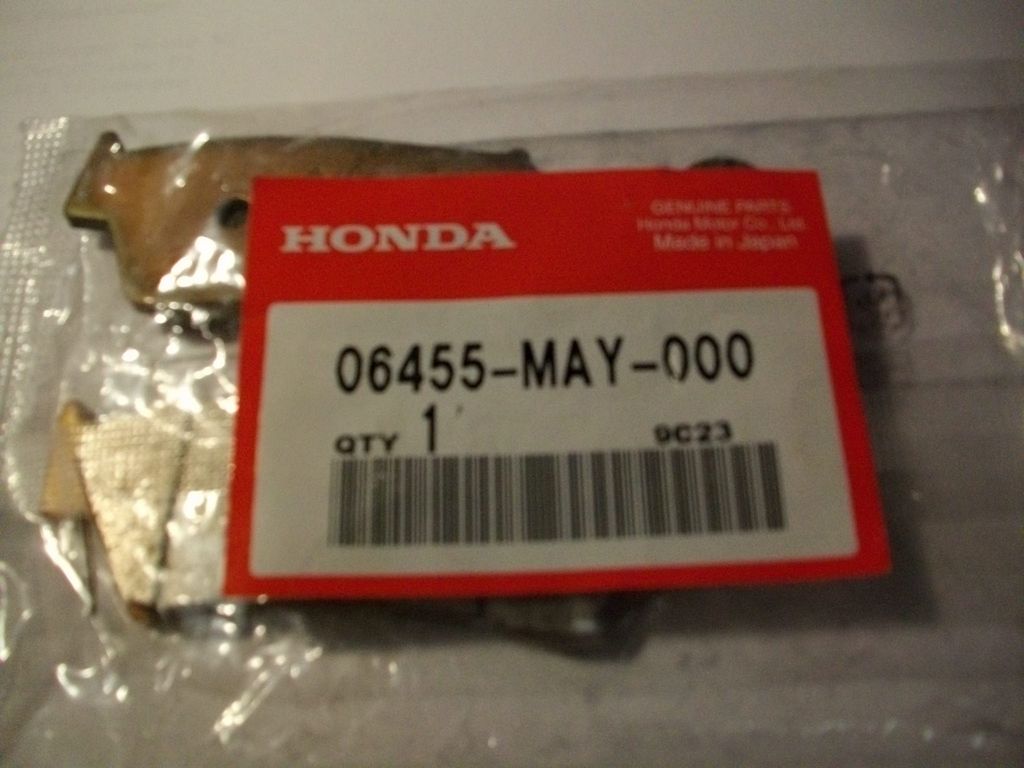 HONDA
GENUINE PARTS
Honda Motor Co., Ltd.
Made in Japan
06455-MAY-000
QTY 1
9C23